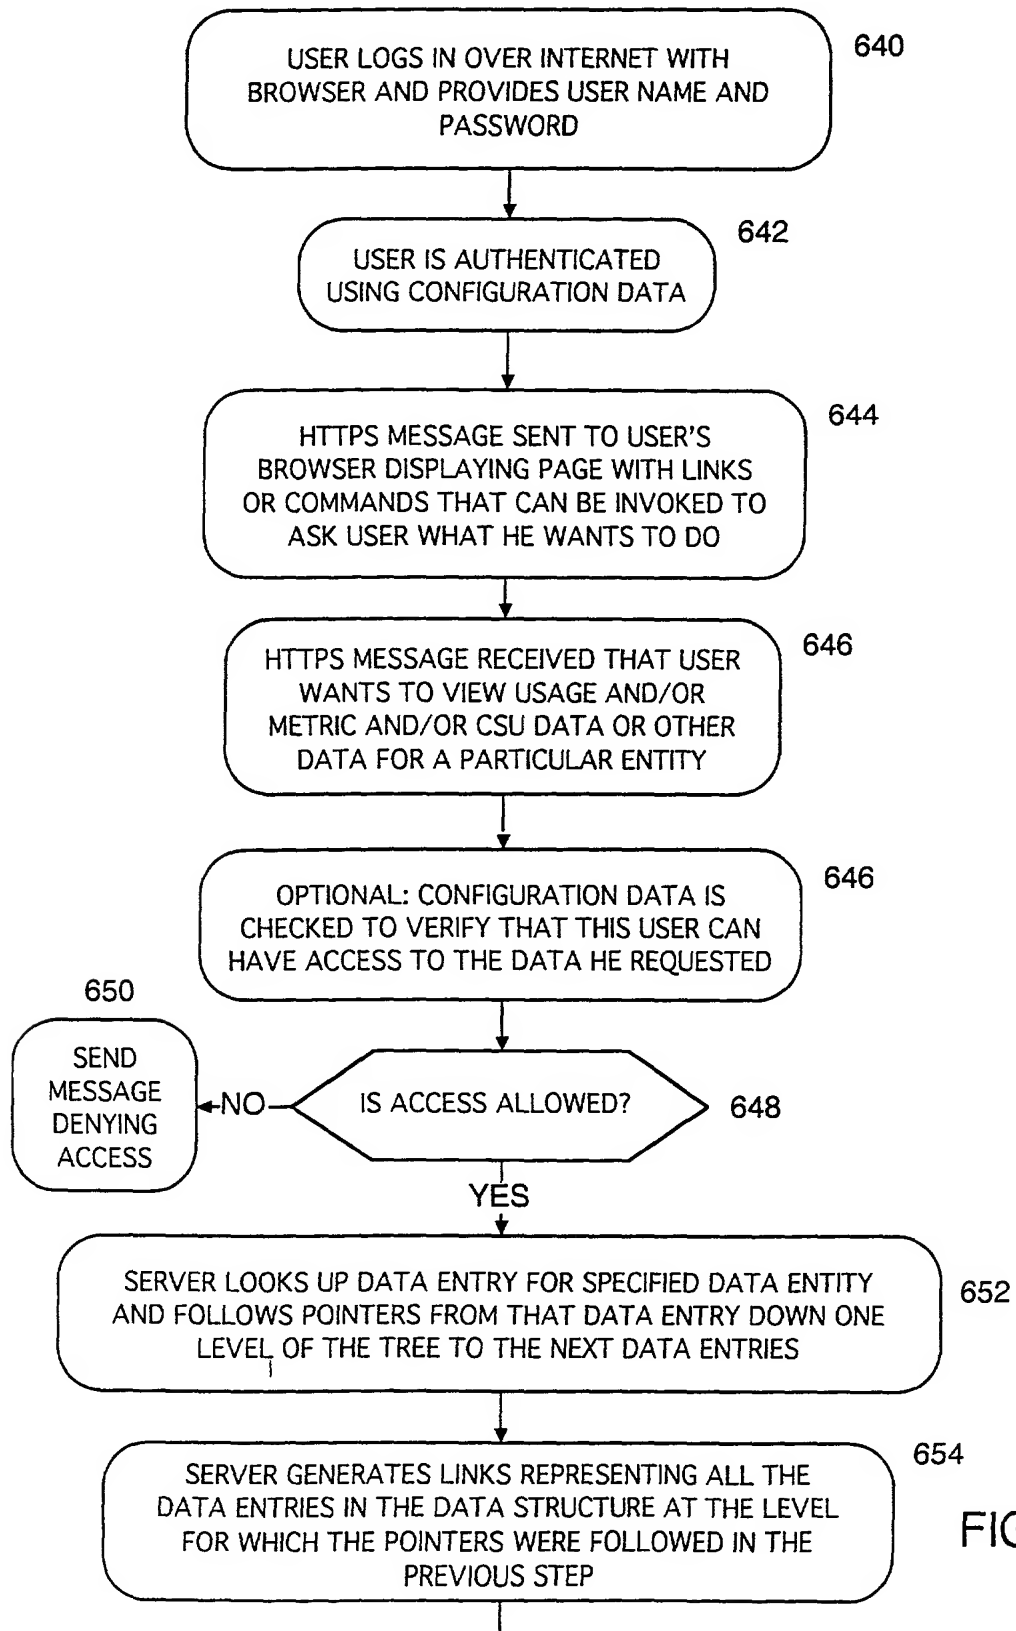 USER LOGS IN OVER INTERNET WITH
BROWSER AND PROVIDES USER NAME AND
PASSWORD
640
USER IS AUTHENTICATED
USING CONFIGURATION DATA
642
HTTPS MESSAGE SENT TO USER'S
BROWSER DISPLAYING PAGE WITH LINKS
OR COMMANDS THAT CAN BE INVOKED TO
ASK USER WHAT HE WANTS TO DO
644
HTTPS MESSAGE RECEIVED THAT USER
WANTS TO VIEW USAGE AND/OR
METRIC AND/OR CSU DATA OR OTHER
DATA FOR A PARTICULAR ENTITY
646
OPTIONAL: CONFIGURATION DATA IS
CHECKED TO VERIFY THAT THIS USER CAN
HAVE ACCESS TO THE DATA HE REQUESTED
646
650
SEND
MESSAGE
DENYING
ACCESS
NO
IS ACCESS ALLOWED?
648
YES
SERVER LOOKS UP DATA ENTRY FOR SPECIFIED DATA ENTITY
AND FOLLOWS POINTERS FROM THAT DATA ENTRY DOWN ONE
LEVEL OF THE TREE TO THE NEXT DATA ENTRIES
652
SERVER GENERATES LINKS REPRESENTING ALL THE
DATA ENTRIES IN THE DATA STRUCTURE AT THE LEVEL
FOR WHICH THE POINTERS WERE FOLLOWED IN THE
PREVIOUS STEP
654
FIG